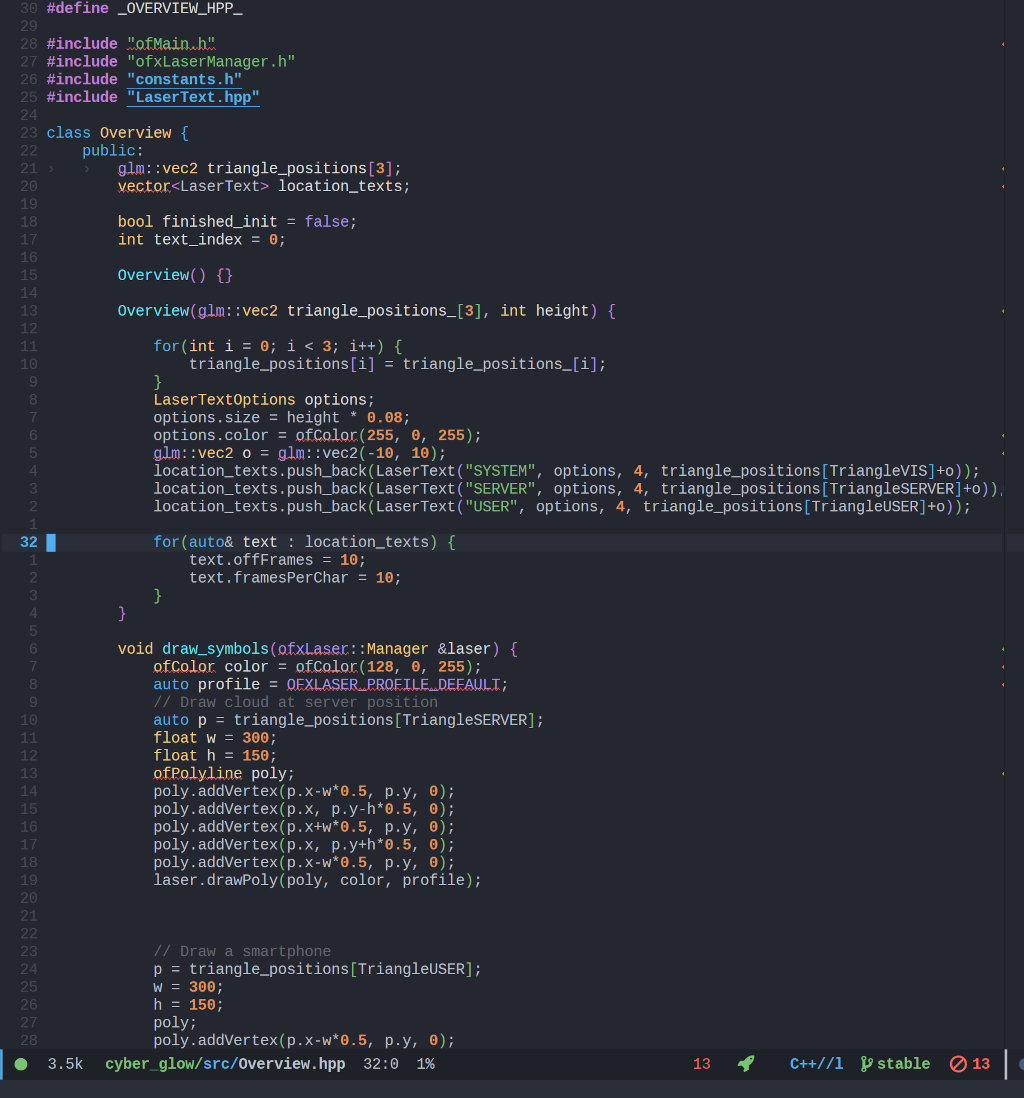 30 #define _OVERVIEW_HPP_
29
28 #include "ofMain.h"
27 #include "ofxLaserManager.h"
26 #include "constants.h"
25 #include "LaserText.hpp"
24
23 class Overview {
22     public:
21 ›   ›   glm::vec2 triangle_positions[3];
20         vector<LaserText> location_texts;
19
18         bool finished_init = false;
17         int text_index = 0;
16
15         Overview() {}
14
13         Overview(glm::vec2 triangle_positions_[3], int height) {
12
11             for(int i = 0; i < 3; i++) {
10                 triangle_positions[i] = triangle_positions_[i];
9             }
8             LaserTextOptions options;
7             options.size = height * 0.08;
6             options.color = ofColor(255, 0, 255);
5             glm::vec2 o = glm::vec2(-10, 10);
4             location_texts.push_back(LaserText("SYSTEM", options, 4, triangle_positions[TriangleVIS]+o));
3             location_texts.push_back(LaserText("SERVER", options, 4, triangle_positions[TriangleSERVER]+o))
2             location_texts.push_back(LaserText("USER", options, 4, triangle_positions[TriangleUSER]+o));
1
32             for(auto& text : location_texts) {
1                 text.offFrames = 10;
2                 text.framesPerChar = 10;
3             }
4         }
5
6         void draw_symbols(ofxLaser::Manager &laser) {
7             ofColor color = ofColor(128, 0, 255);
8             auto profile = OFXLASER_PROFILE_DEFAULT;
9             // Draw cloud at server position
10             auto p = triangle_positions[TriangleSERVER];
11             float w = 300;
12             float h = 150;
13             ofPolyline poly;
14             poly.addVertex(p.x-w*0.5, p.y, 0);
15             poly.addVertex(p.x, p.y-h*0.5, 0);
16             poly.addVertex(p.x+w*0.5, p.y, 0);
17             poly.addVertex(p.x, p.y+h*0.5, 0);
18             poly.addVertex(p.x-w*0.5, p.y, 0);
19             laser.drawPoly(poly, color, profile);
20
21
22
23             // Draw a smartphone
24             p = triangle_positions[TriangleUSER];
25             w = 300;
26             h = 150;
27             poly;
28             poly.addVertex(p.x-w*0.5, p.y, 0);
3.5k cyber_glow/src/Overview.hpp 32:0 1% 13 C++//l stable 13